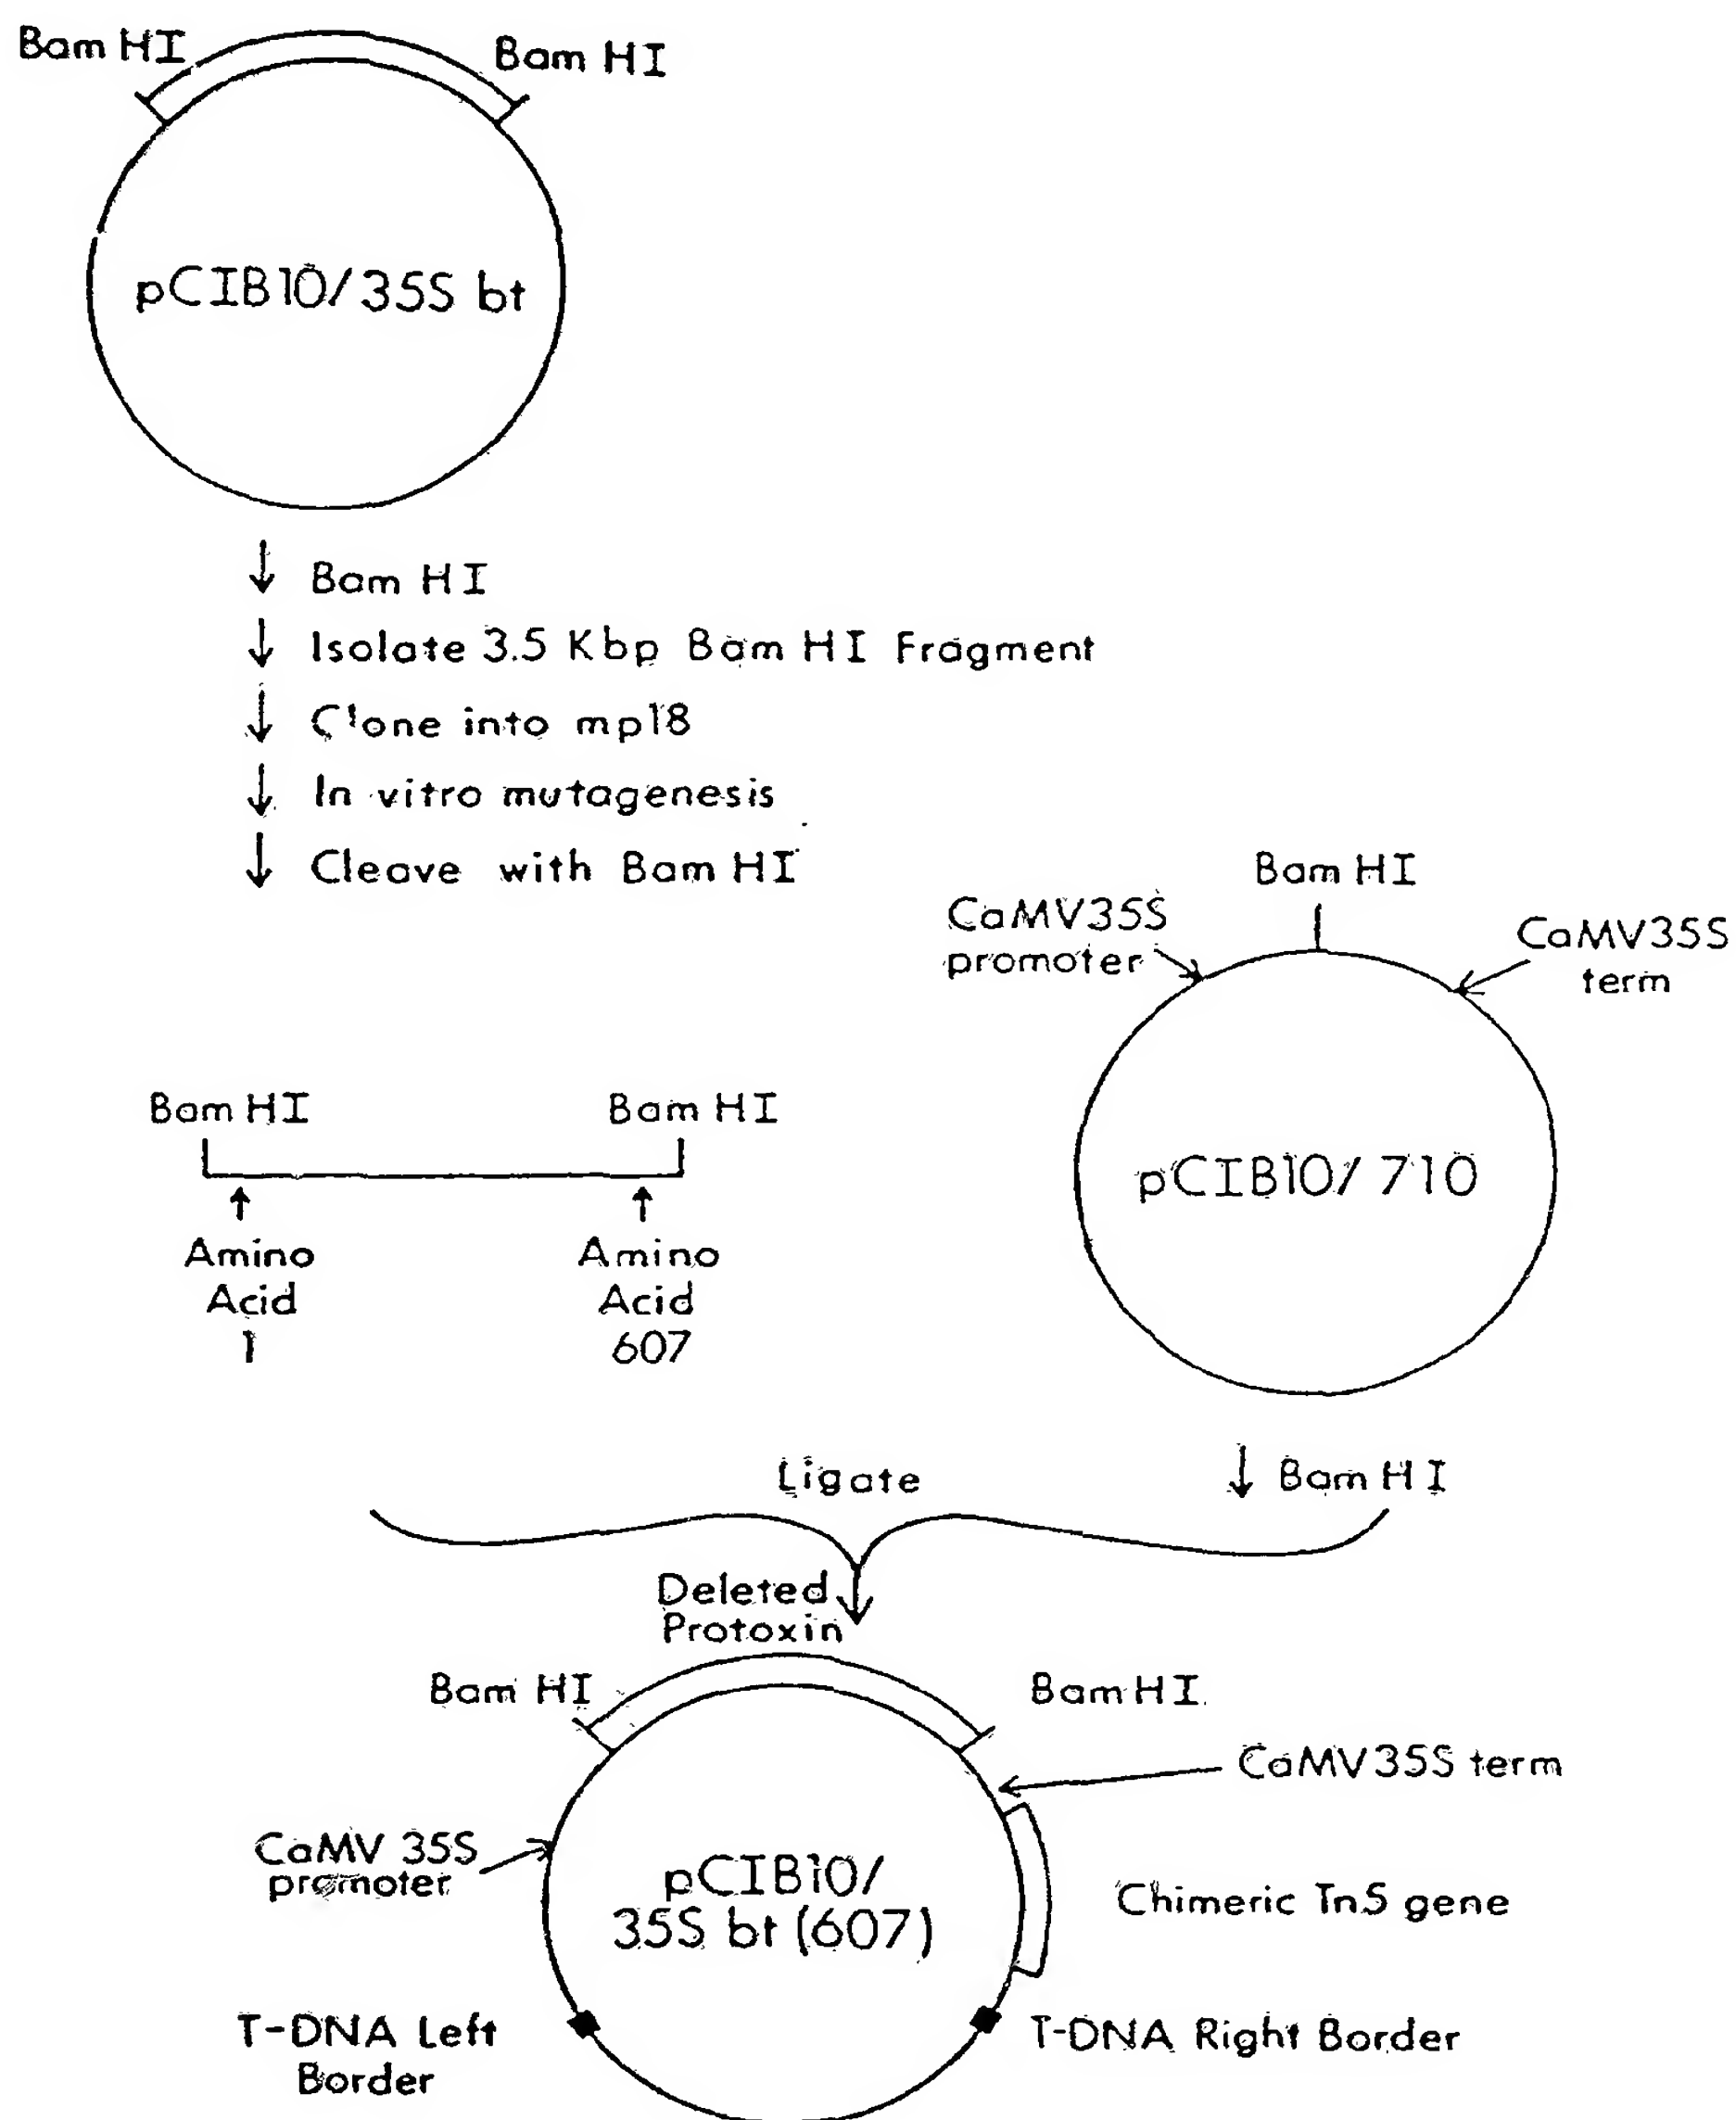 Bam HI
Bam HI
pCIB10/35S bt
↓ Bam HI
↓ Isolate 3.5 Kbp Bam HI Fragment
↓ Clone into mp18
↓ In vitro mutagenesis
↓ Cleave with Bam HI
Bam HI
CaMV35S
promoter
CaMV35S
term
pCIB10/710
Bam HI
Bam HI
Amino
Acid
1
Amino
Acid
607
Ligate
↓ Bam HI
Deleted
Protoxin
Bam HI
Bam HI
CaMV35S term
CaMV 35S
promoter
pCIB10/
35S bt (607)
Chimeric Tn5 gene
T-DNA Left
Border
T-DNA Right Border